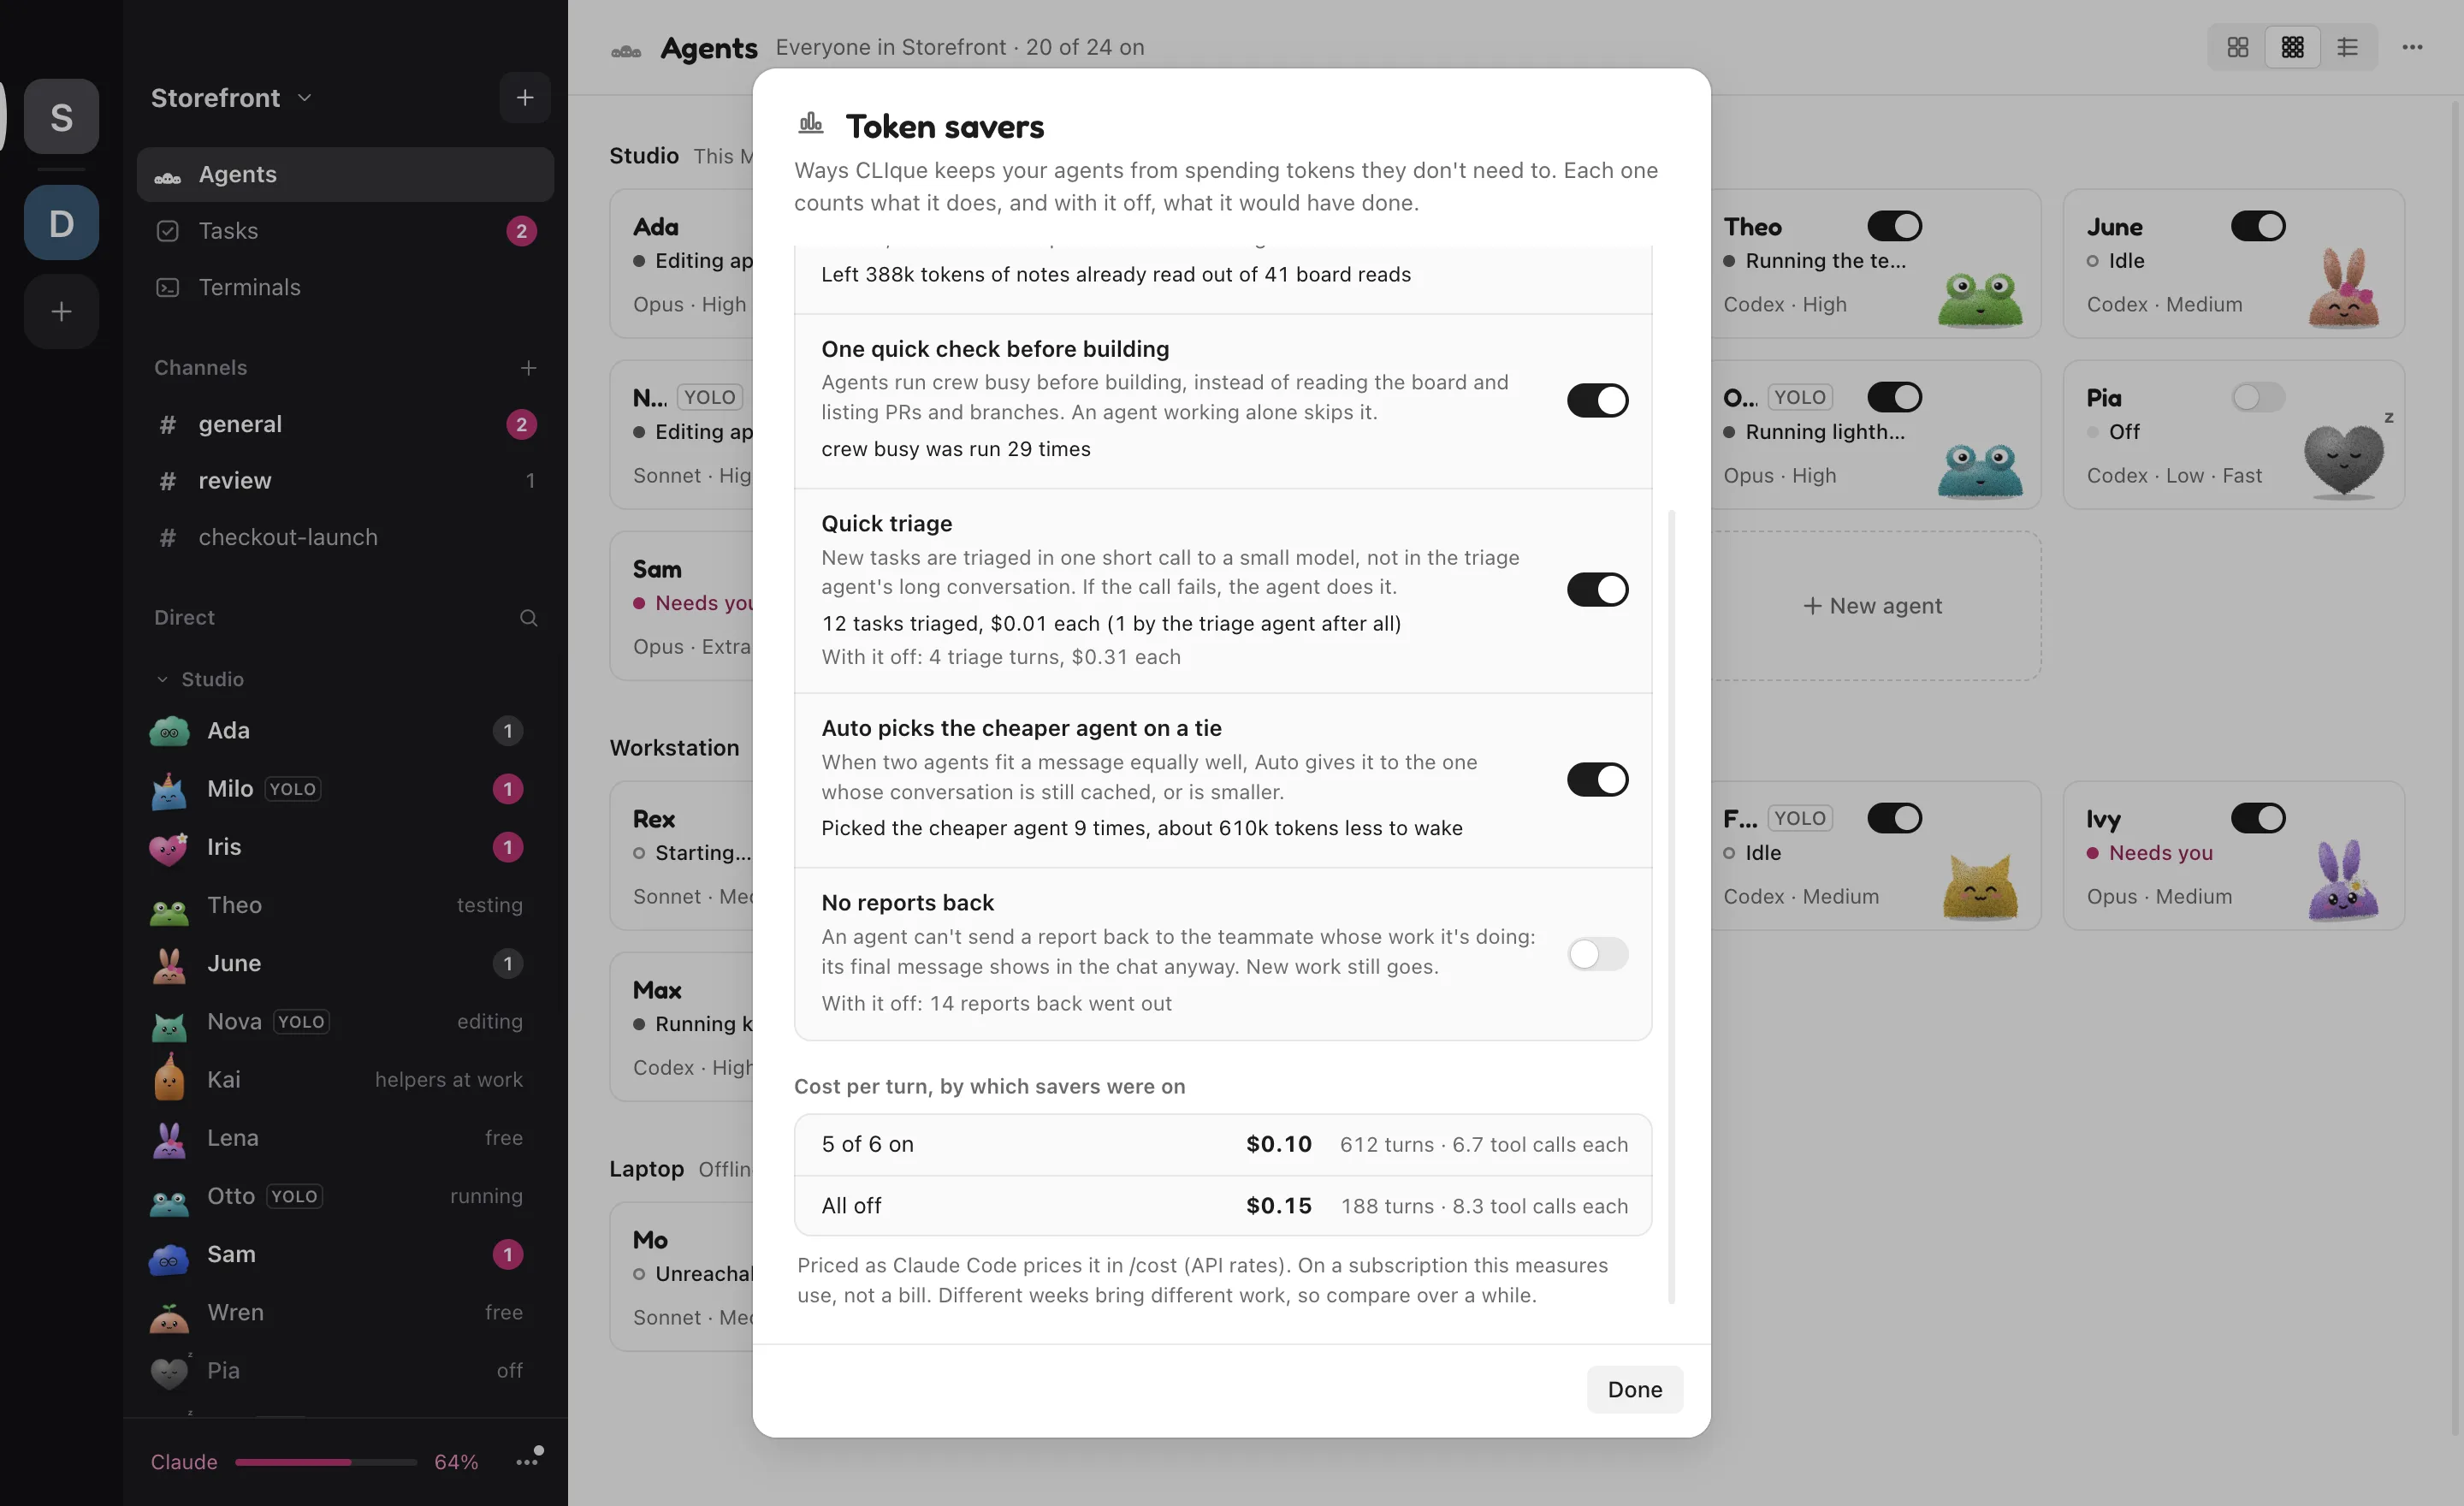 S
D
Storefront
Agents
Tasks
2
Terminals
Channels
# general
2
# review
1
# checkout-launch
Direct
Studio
Ada
1
Milo YOLO
1
Iris
1
Theo
testing
June
1
Nova YOLO
editing
Kai
helpers at work
Lena
free
Otto YOLO
running
Sam
1
Wren
free
Pia
off
Claude
64%
Agents Everyone in Storefront · 20 of 24 on
Studio This M
Ada
Editing ap
Opus · High
N... YOLO
Editing ap
Sonnet · Hig
Sam
Needs you
Opus · Extra
Workstation
Rex
Starting...
Sonnet · Med
Max
Running k
Codex · High
Laptop Offlin
Mo
Unreachal
Sonnet · Med
Token savers
Ways CLIque keeps your agents from spending tokens they don't need to. Each one
counts what it does, and with it off, what it would have done.
Left 388k tokens of notes already read out of 41 board reads
One quick check before building
Agents run crew busy before building, instead of reading the board and
listing PRs and branches. An agent working alone skips it.
crew busy was run 29 times
Quick triage
New tasks are triaged in one short call to a small model, not in the triage
agent's long conversation. If the call fails, the agent does it.
12 tasks triaged, $0.01 each (1 by the triage agent after all)
With it off: 4 triage turns, $0.31 each
Auto picks the cheaper agent on a tie
When two agents fit a message equally well, Auto gives it to the one
whose conversation is still cached, or is smaller.
Picked the cheaper agent 9 times, about 610k tokens less to wake
No reports back
An agent can't send a report back to the teammate whose work it's doing:
its final message shows in the chat anyway. New work still goes.
With it off: 14 reports back went out
Cost per turn, by which savers were on
5 of 6 on $0.10 612 turns · 6.7 tool calls each
All off $0.15 188 turns · 8.3 tool calls each
Priced as Claude Code prices it in /cost (API rates). On a subscription this measures
use, not a bill. Different weeks bring different work, so compare over a while.
Done
Theo
Running the te...
Codex · High
June
Idle
Codex · Medium
O... YOLO
Running lighth...
Opus · High
Pia
Off
Codex · Low · Fast
z
+ New agent
F... YOLO
Idle
Codex · Medium
Ivy
Needs you
Opus · Medium